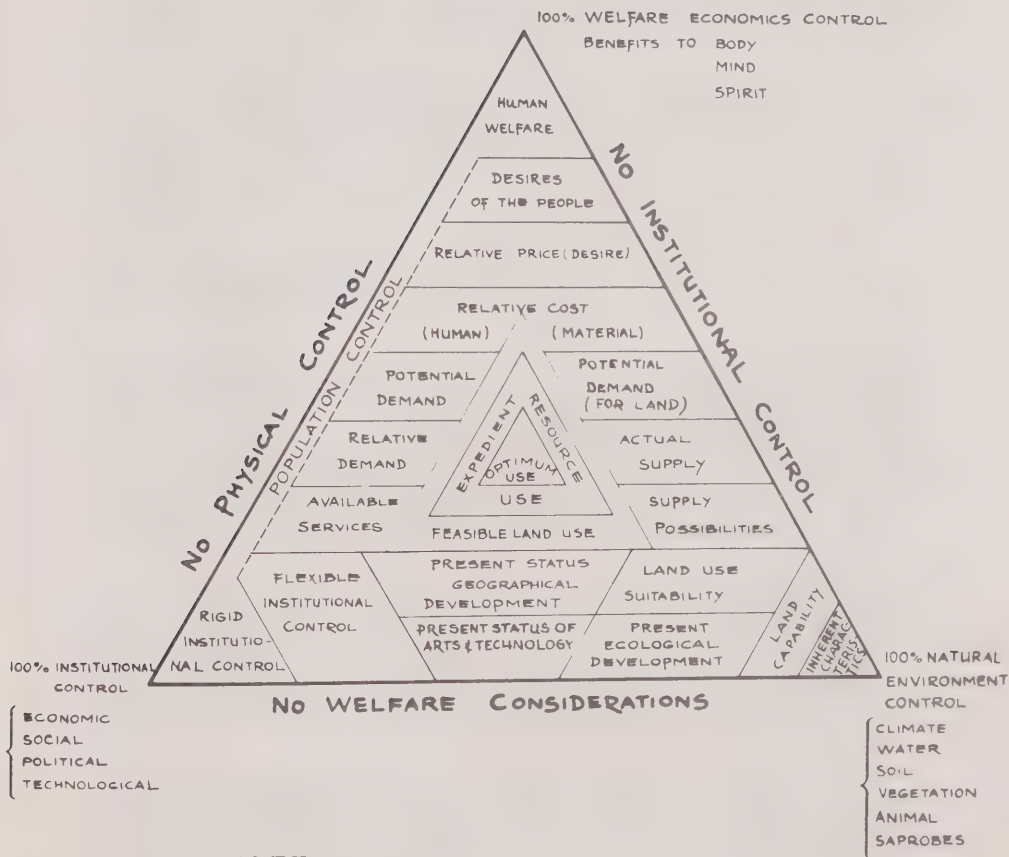 100% WELFARE ECONOMICS CONTROL
BENEFITS TO BODY
MIND
SPIRIT
HUMAN
WELFARE
NO INSTITUTIONAL CONTROL
NO PHYSICAL CONTROL
POPULATION CONTROL
DESIRES
OF THE PEOPLE
RELATIVE PRICE (DESIRE)
RELATIVE COST
(HUMAN) (MATERIAL)
POTENTIAL
DEMAND
POTENTIAL
DEMAND
(FOR LAND)
RELATIVE
DEMAND
EXPEDIENT
RESOURCE
USE
OPTIMUM
USE
ACTUAL
SUPPLY
AVAILABLE
SERVICES
SUPPLY
POSSIBILITIES
FEASIBLE LAND USE
FLEXIBLE
INSTITUTIONAL
CONTROL
PRESENT STATUS
GEOGRAPHICAL
DEVELOPMENT
LAND USE
SUITABILITY
RIGID
INSTITUTIO-
NAL CONTROL
PRESENT STATUS OF
ARTS & TECHNOLOGY
PRESENT
ECOLOGICAL
DEVELOPMENT
LAND
CAPABILITY
INHERENT
CHARAC-
TERIS-
TICS
100% INSTITUTIONAL
CONTROL
ECONOMIC
SOCIAL
POLITICAL
TECHNOLOGICAL
NO WELFARE CONSIDERATIONS
100% NATURAL
ENVIRONMENT
CONTROL
CLIMATE
WATER
SOIL
VEGETATION
ANIMAL
SAPROBES